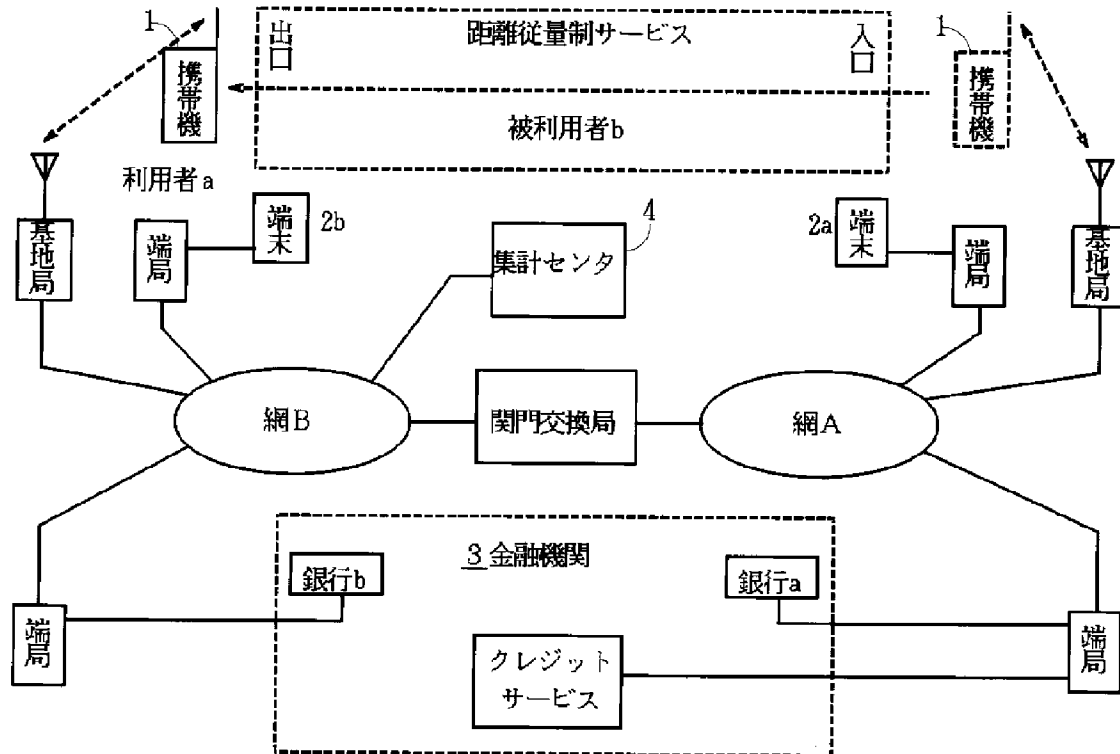 1
出口
距離従量制サービス
入口
1
携帯機
携帯機
被利用者b
利用者a
端末
2b
4
2a
端末
基地局
端局
集計センタ
端局
基地局
網B
関門交換局
網A
3 金融機関
銀行b
銀行a
端局
端局
クレジット
サービス